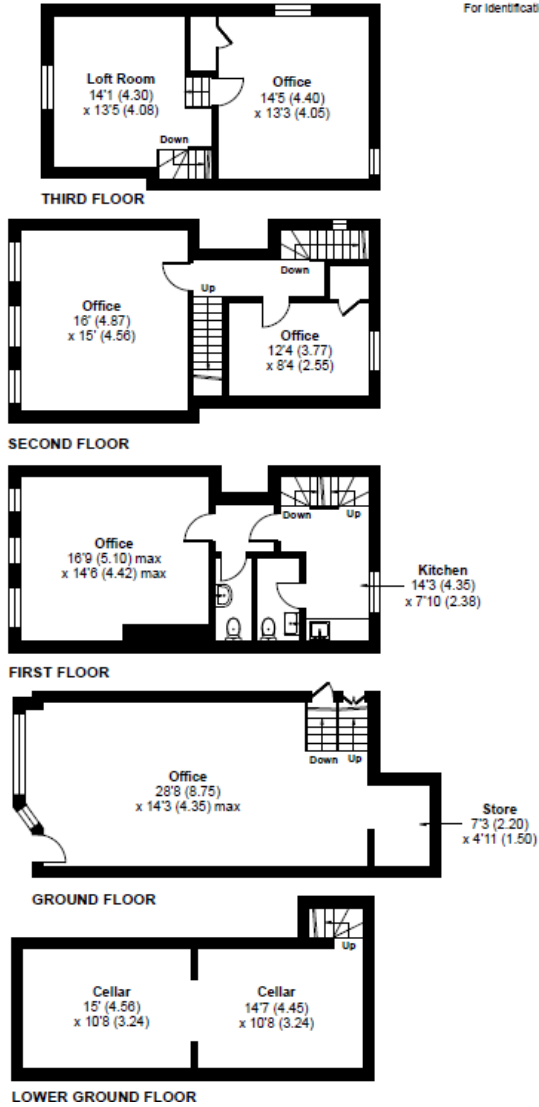 For identificati
Loft Room
14'1 (4.30)
x 13'5 (4.08)
Office
14'5 (4.40)
x 13'3 (4.05)
Down
THIRD FLOOR
Office
16' (4.87)
x 15' (4.56)
Up
Down
Office
12'4 (3.77)
x 8'4 (2.55)
SECOND FLOOR
Office
16'9 (5.10) max
x 14'6 (4.42) max
Down
Up
Kitchen
14'3 (4.35)
x 7'10 (2.38)
FIRST FLOOR
Office
28'8 (8.75)
x 14'3 (4.35) max
Down
Up
Store
7'3 (2.20)
x 4'11 (1.50)
GROUND FLOOR
Up
Cellar
15' (4.56)
x 10'8 (3.24)
Cellar
14'7 (4.45)
x 10'8 (3.24)
LOWER GROUND FLOOR